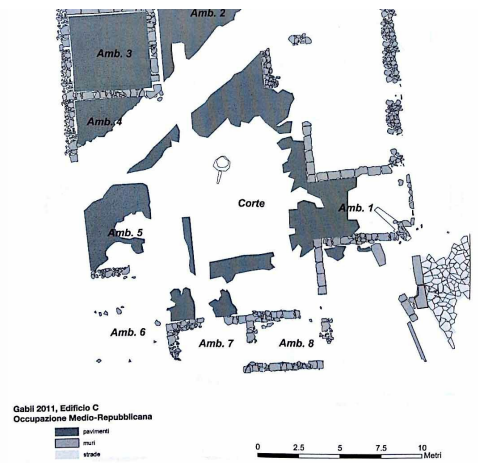 Amb. 2
Amb. 3
Amb. 4
Corte
Amb. 1
Amb. 5
Amb. 6
Amb. 7
Amb. 8
Gabii 2011, Edificio C
Occupazione Medio-Repubblicana
pavimenti
muri
strade
0 2.5 5 7.5 10
Metri